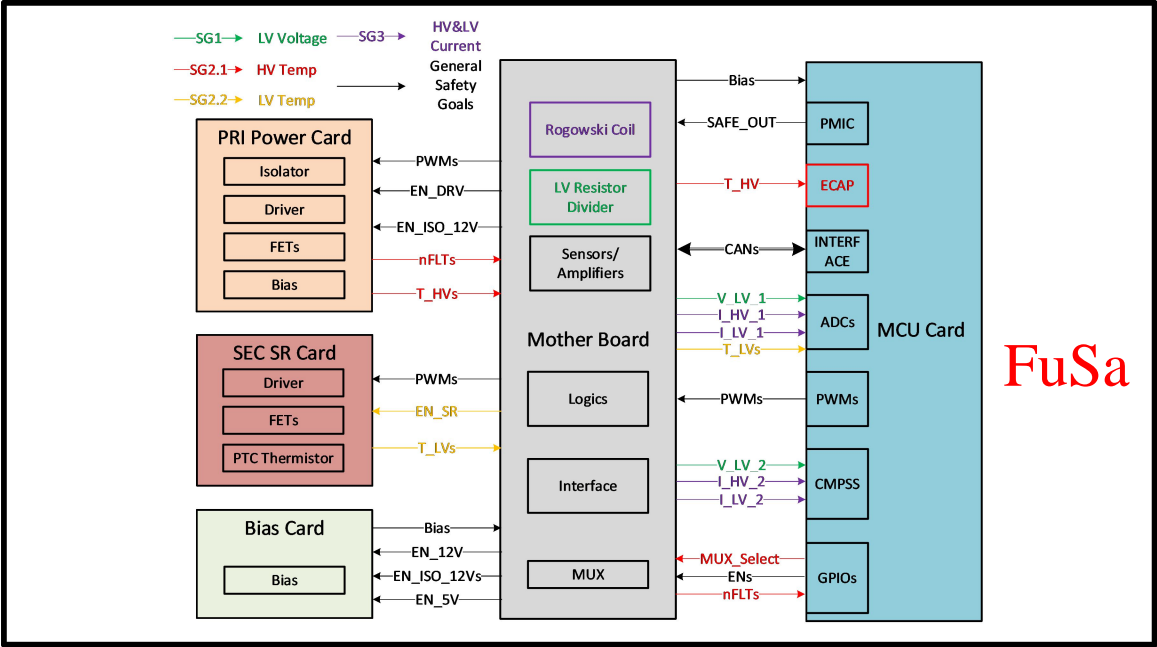 SG1
LV Voltage
SG3
HV&LV
Current
SG2.1
HV Temp
General
Safety
Goals
SG2.2
LV Temp
PRI Power Card
Isolator
Driver
FETs
Bias
PWMs
EN_DRV
EN_ISO_12V
nFLTs
T_HVs
SEC SR Card
Driver
FETs
PTC Thermistor
PWMs
EN_SR
T_LVs
Bias Card
Bias
Bias
EN_12V
EN_ISO_12Vs
EN_5V
Rogowski Coil
LV Resistor
Divider
Sensors/
Amplifiers
Mother Board
Logics
Interface
MUX
Bias
SAFE_OUT
T_HV
CANs
V_LV_1
I_HV_1
I_LV_1
T_LVs
PWMs
V_LV_2
I_HV_2
I_LV_2
MUX_Select
ENs
nFLTs
PMIC
ECAP
INTERF
ACE
ADCs
MCU Card
PWMs
CMPSS
GPIOs
FuSa